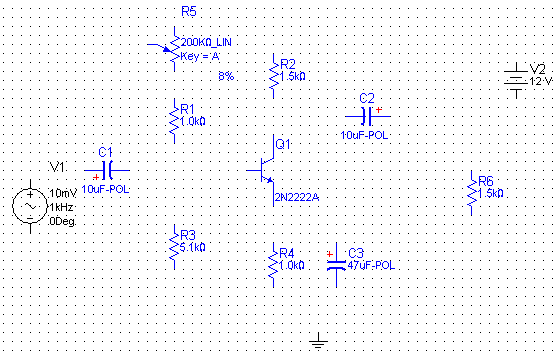 R5
200KΩ_LIN
Key = A
8%
R2
1.5kΩ
V2
12 V
C2
+
10uF-POL
R1
1.0kΩ
Q1
2N2222A
C1
+
10uF-POL
V1
10mV
1kHz
0Deg
R6
1.5kΩ
R3
5.1kΩ
R4
1.0kΩ
C3
+
47uF-POL